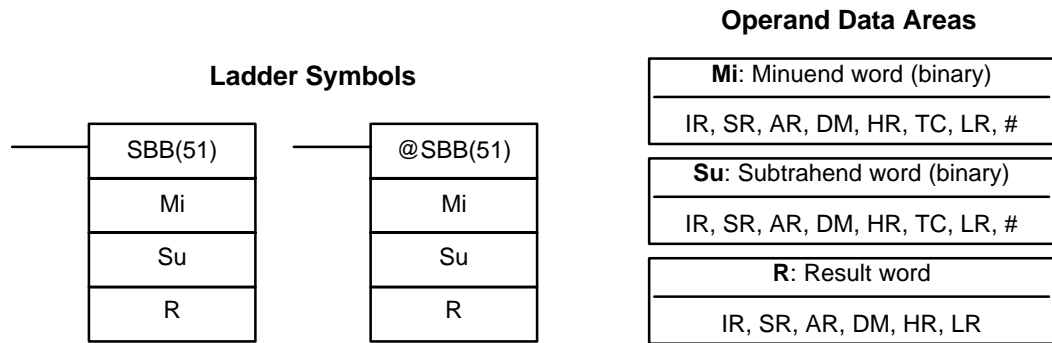 Ladder Symbols
SBB(51)
Mi
Su
R
@SBB(51)
Mi
Su
R
Operand Data Areas
Mi: Minuend word (binary)
IR, SR, AR, DM, HR, TC, LR, #
Su: Subtrahend word (binary)
IR, SR, AR, DM, HR, TC, LR, #
R: Result word
IR, SR, AR, DM, HR, LR